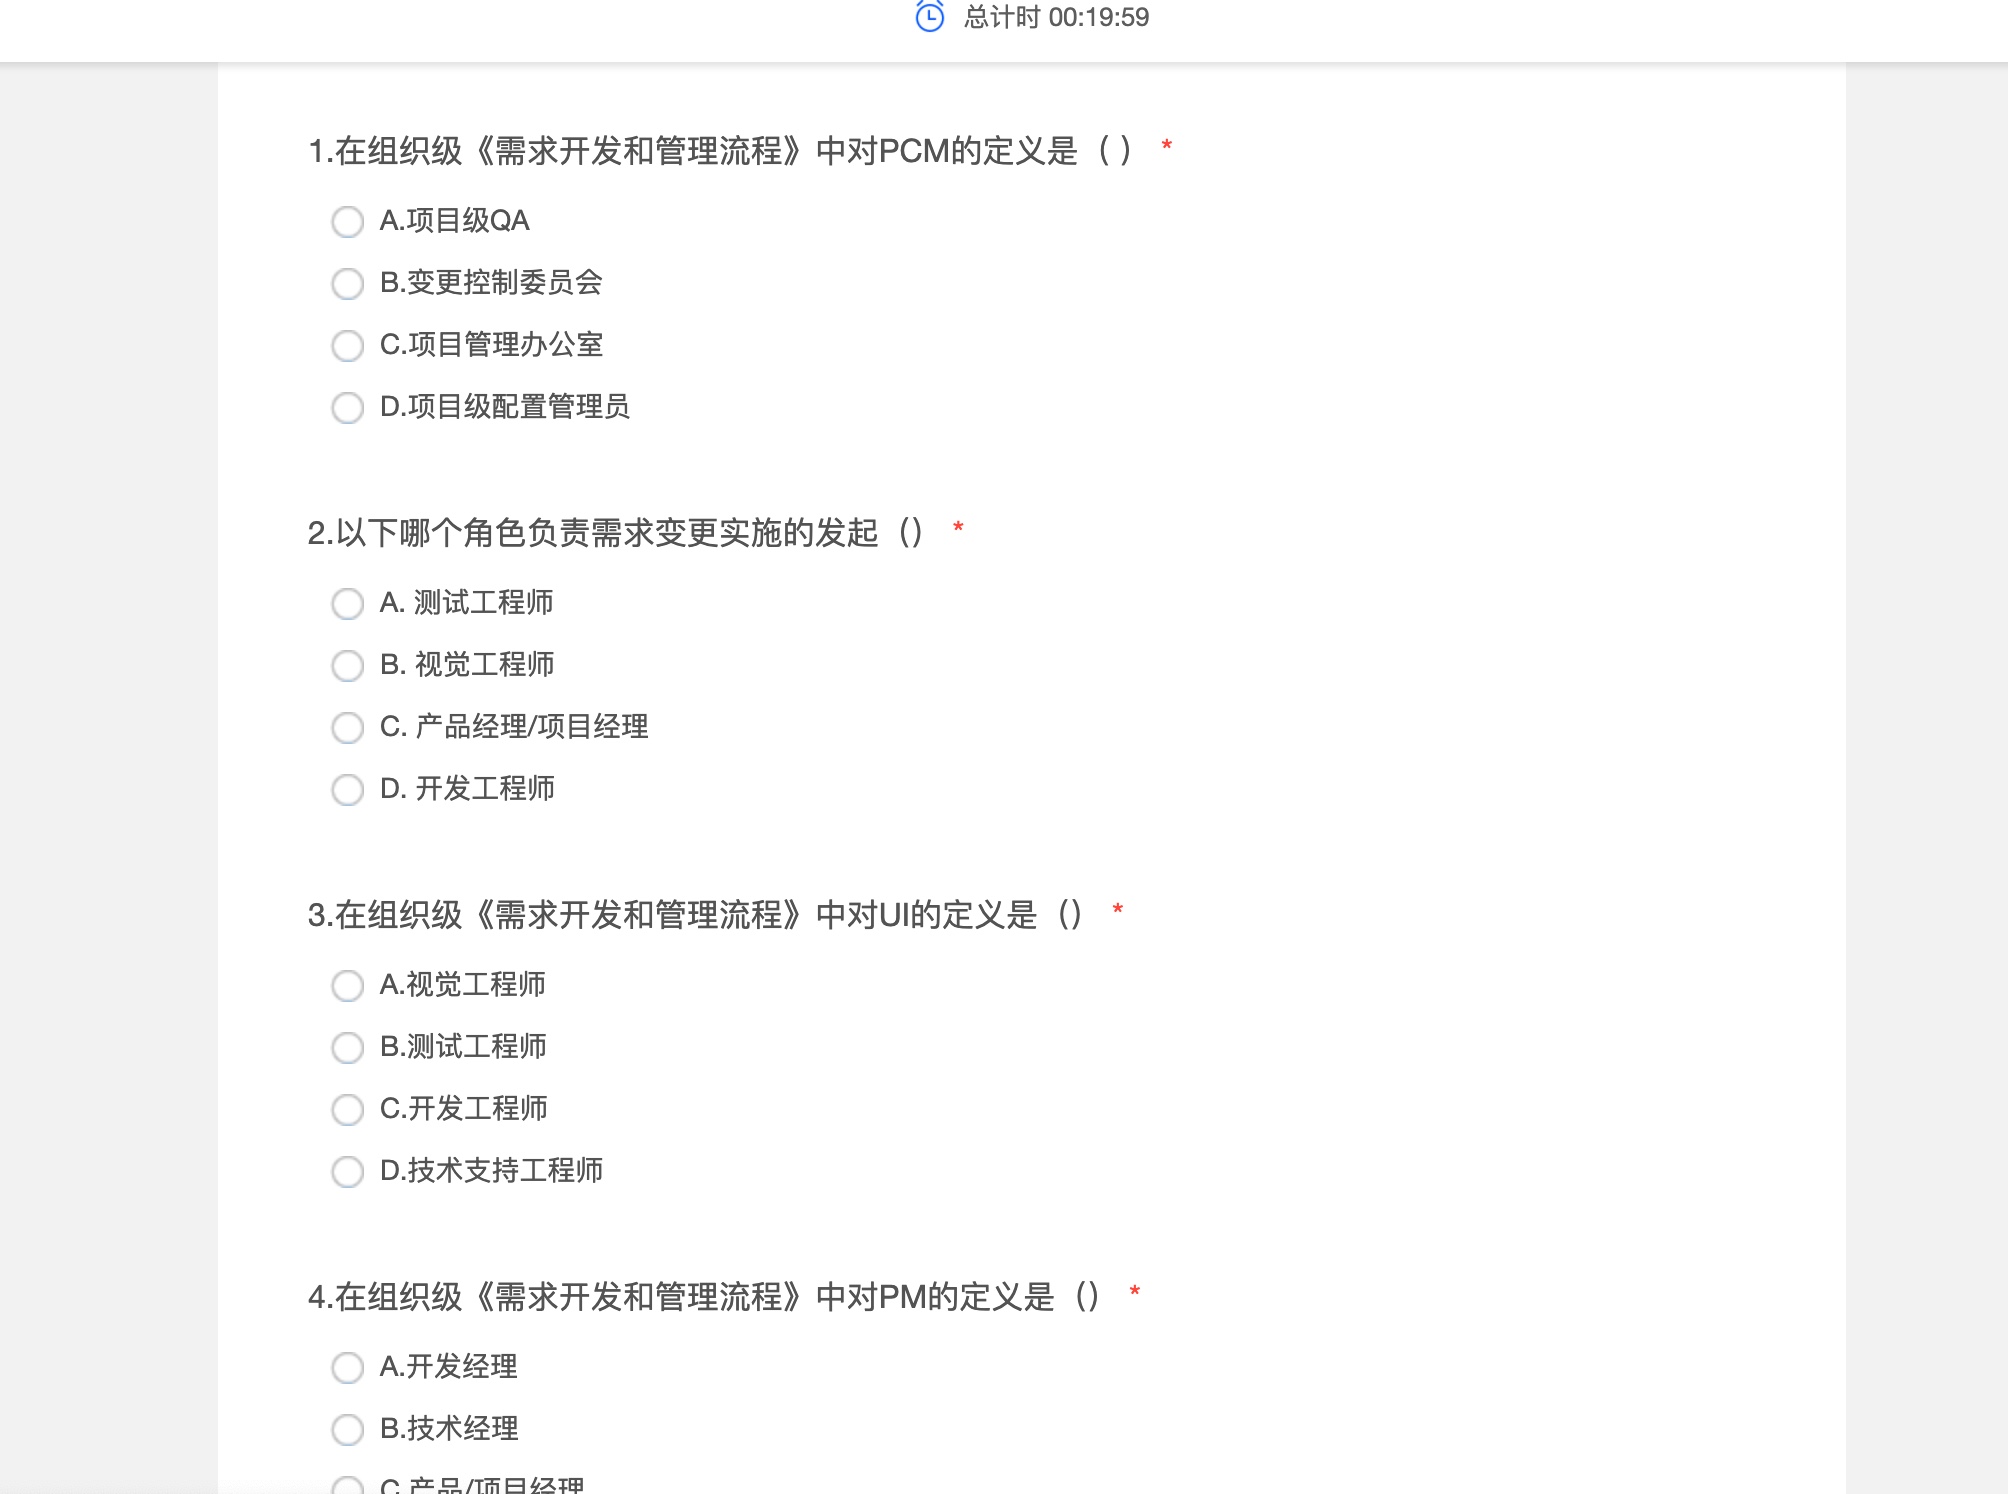 总计时 00:19:59
1.在组织级《需求开发和管理流程》中对PCM的定义是（ ） *
A.项目级QA
B.变更控制委员会
C.项目管理办公室
D.项目级配置管理员
2.以下哪个角色负责需求变更实施的发起（） *
A. 测试工程师
B. 视觉工程师
C. 产品经理/项目经理
D. 开发工程师
3.在组织级《需求开发和管理流程》中对UI的定义是（） *
A.视觉工程师
B.测试工程师
C.开发工程师
D.技术支持工程师
4.在组织级《需求开发和管理流程》中对PM的定义是（） *
A.开发经理
B.技术经理
C.产品/项目经理